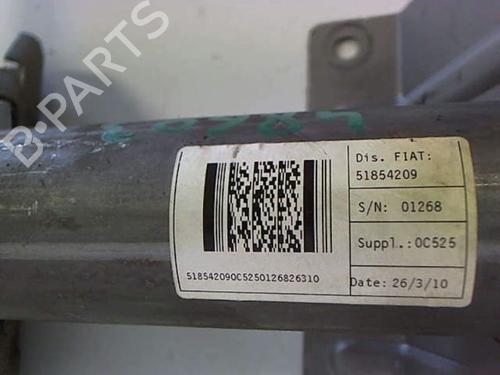 B-PARTS
Dis. FIAT:
51854209
S/N: 01268
Suppl.:0C525
Date: 26/3/10
518542090C5250126826310